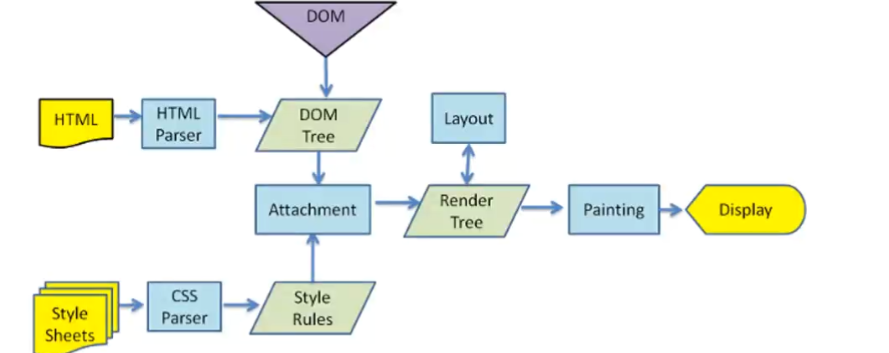 DOM
HTML
HTML
Parser
DOM
Tree
Layout
Attachment
Render
Tree
Painting
Display
Style
Sheets
CSS
Parser
Style
Rules